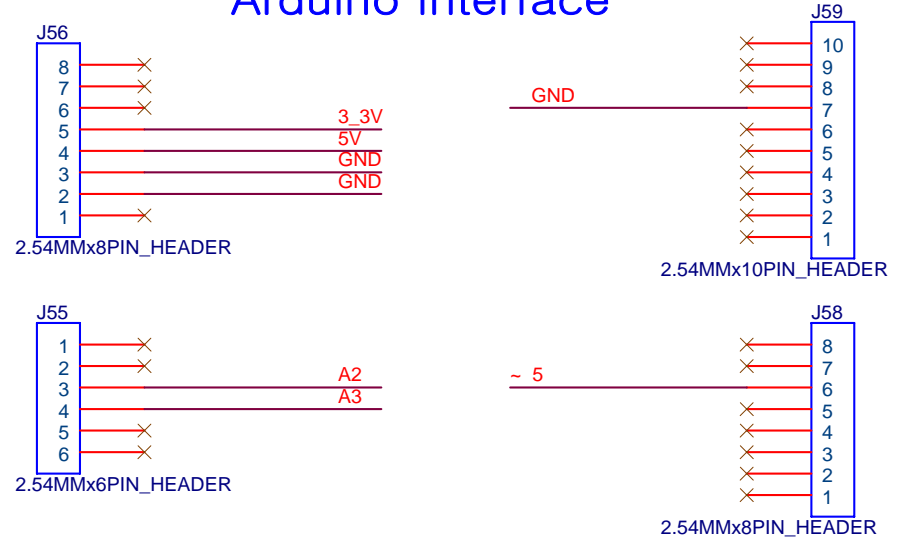 Arduino Interface
J56
8
7
6
5
4
3
2
1
3_3V
5V
GND
GND
2.54MMx8PIN_HEADER
J59
10
9
8
7
6
5
4
3
2
1
GND
2.54MMx10PIN_HEADER
J55
1
2
3
4
5
6
A2
A3
2.54MMx6PIN_HEADER
J58
8
7
6
5
4
3
2
1
~ 5
2.54MMx8PIN_HEADER